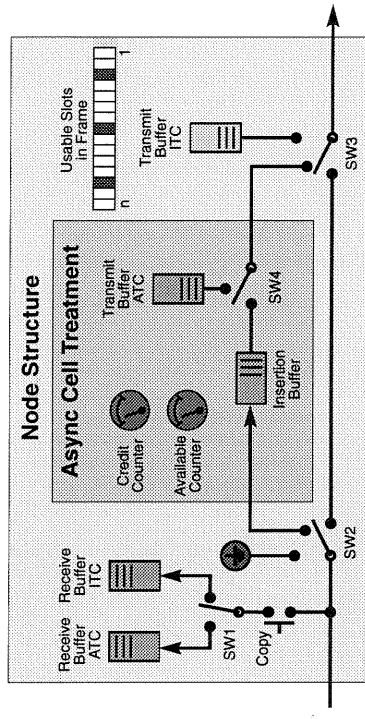 Node Structure
Async Cell Treatment
Usable Slots
in Frame
n
1
Receive
Buffer
ATC
Receive
Buffer
ITC
Credit
Counter
Available
Counter
Transmit
Buffer
ATC
Transmit
Buffer
ITC
SW1
Copy
SW2
Insertion
Buffer
SW4
SW3